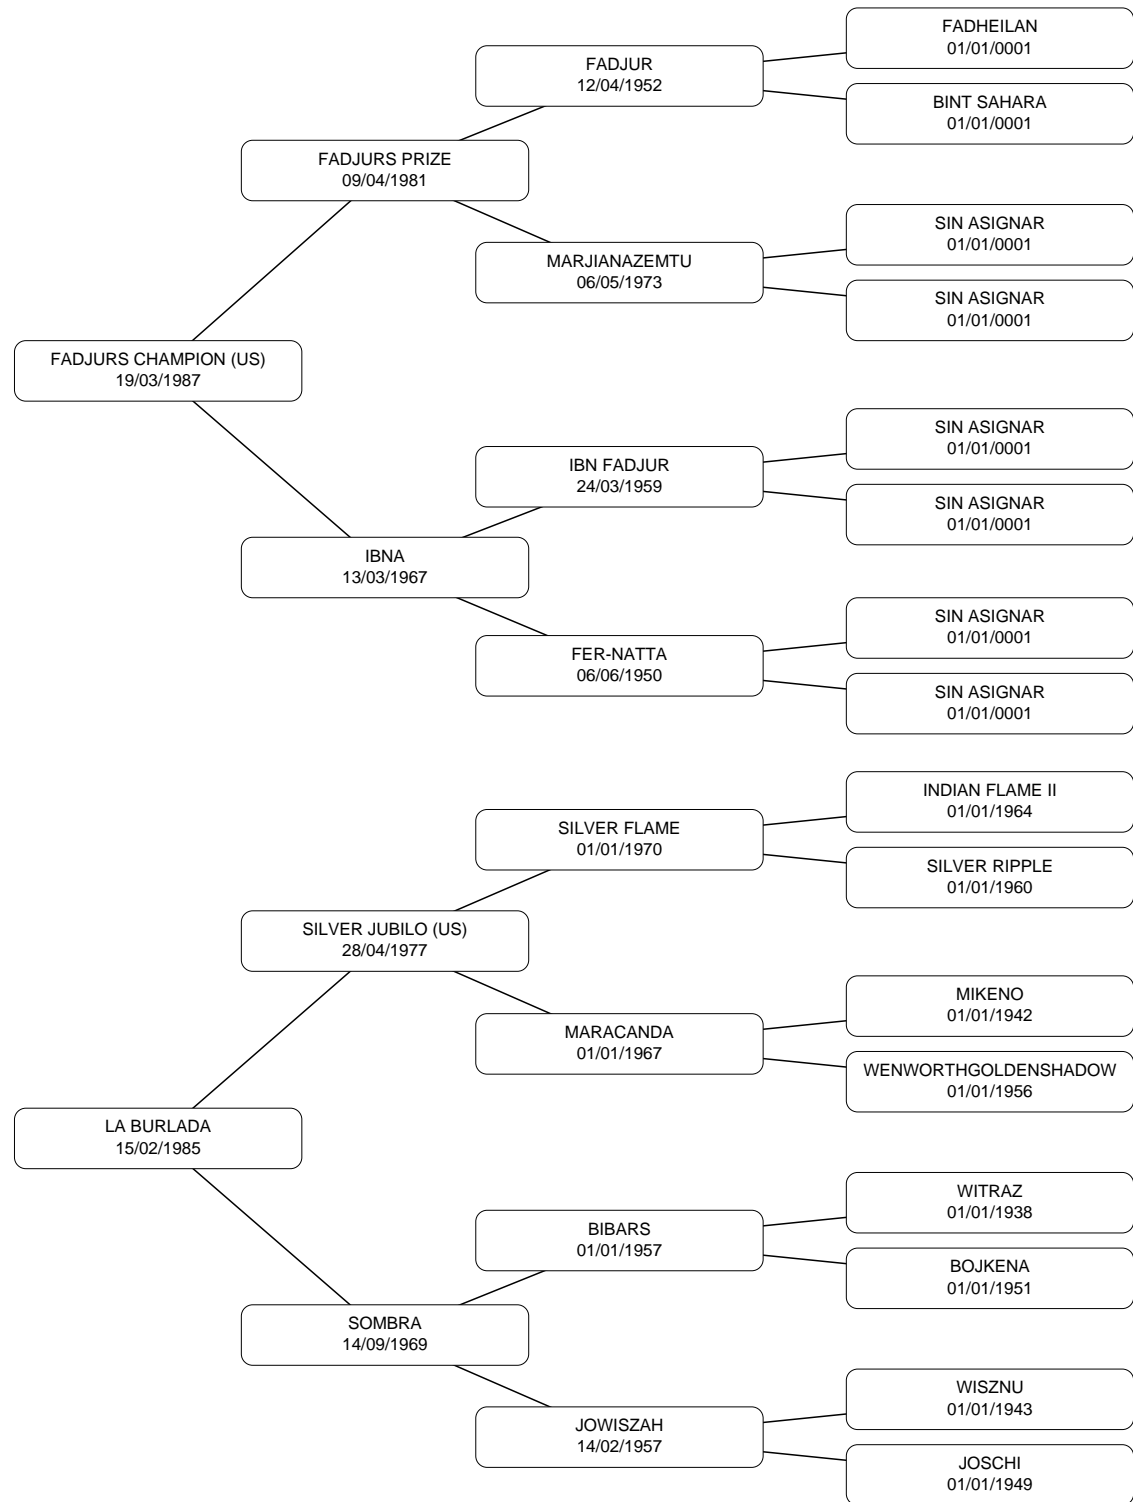 FADHEILAN
01/01/0001
FADJUR
12/04/1952
BINT SAHARA
01/01/0001
FADJURS PRIZE
09/04/1981
SIN ASIGNAR
01/01/0001
MARJIANAZEMTU
06/05/1973
SIN ASIGNAR
01/01/0001
FADJURS CHAMPION (US)
19/03/1987
SIN ASIGNAR
01/01/0001
IBN FADJUR
24/03/1959
SIN ASIGNAR
01/01/0001
IBNA
13/03/1967
SIN ASIGNAR
01/01/0001
FER-NATTA
06/06/1950
SIN ASIGNAR
01/01/0001
INDIAN FLAME II
01/01/1964
SILVER FLAME
01/01/1970
SILVER RIPPLE
01/01/1960
SILVER JUBILO (US)
28/04/1977
MIKENO
01/01/1942
MARACANDA
01/01/1967
WENWORTHGOLDENSHADOW
01/01/1956
LA BURLADA
15/02/1985
WITRAZ
01/01/1938
BIBARS
01/01/1957
BOJKENA
01/01/1951
SOMBRA
14/09/1969
WISZNU
01/01/1943
JOWISZAH
14/02/1957
JOSCHI
01/01/1949